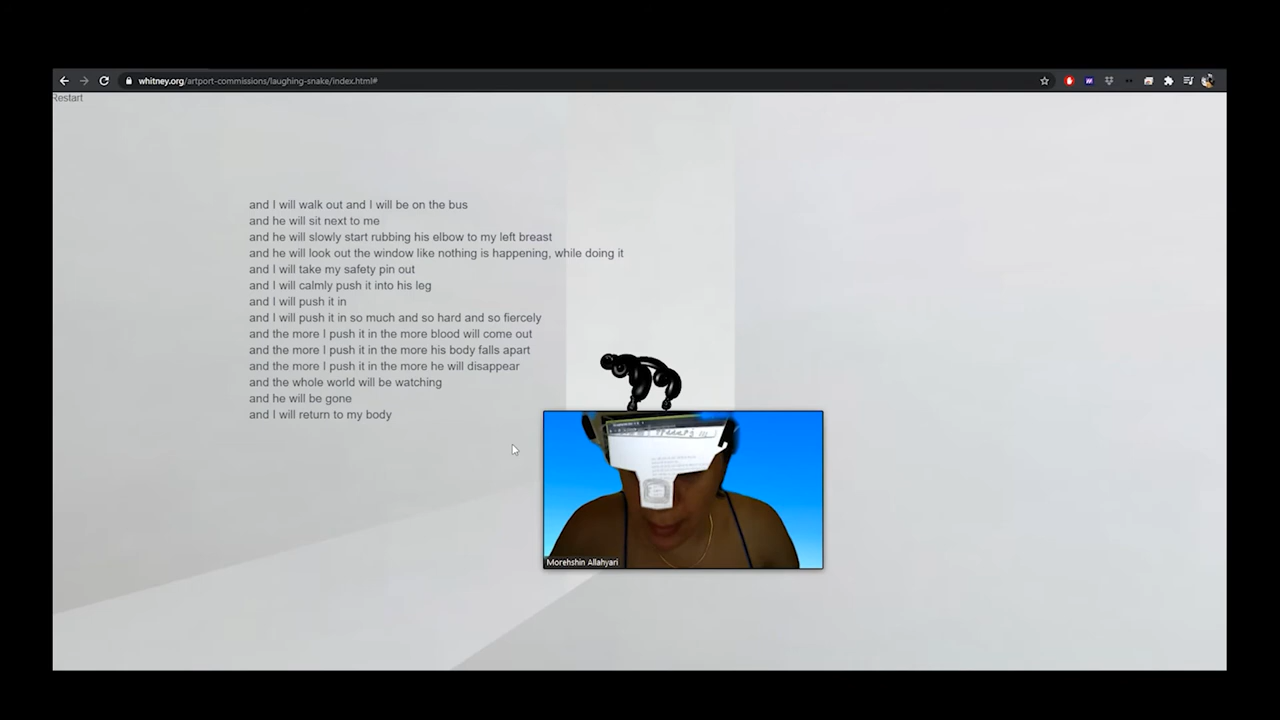 whitney.org/artport-commissions/laughing-snake/index.html#
Restart
and I will walk out and I will be on the bus
and he will sit next to me
and he will slowly start rubbing his elbow to my left breast
and he will look out the window like nothing is happening, while doing it
and I will take my safety pin out
and I will calmly push it into his leg
and I will push it in
and I will push it in so much and so hard and so fiercely
and the more I push it in the more blood will come out
and the more I push it in the more his body falls apart
and the more I push it in the more he will disappear
and the whole world will be watching
and he will be gone
and I will return to my body
Morehshin Allahyari